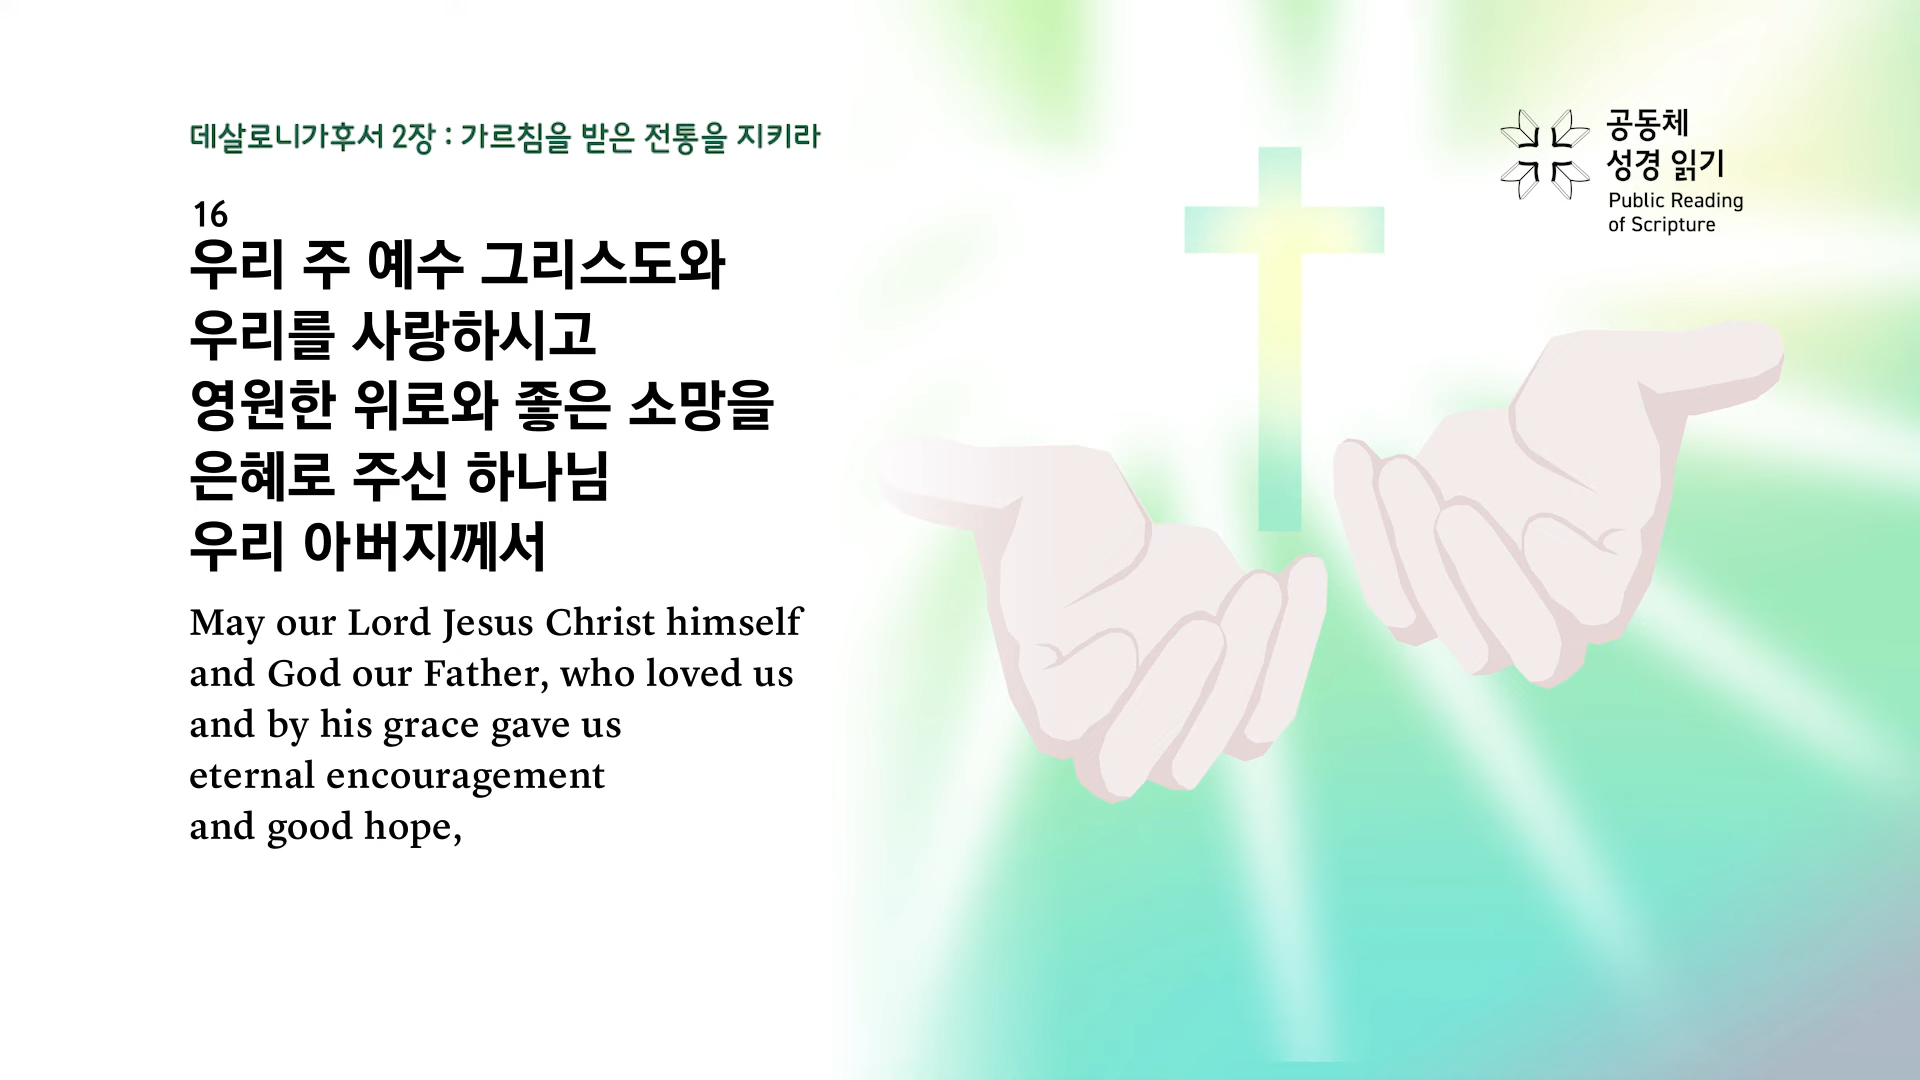 데살로니가후서 2장 : 가르침을 받은 전통을 지키라
16
우리 주 예수 그리스도와
우리를 사랑하시고
영원한 위로와 좋은 소망을
은혜로 주신 하나님
우리 아버지께서
May our Lord Jesus Christ himself
and God our Father, who loved us
and by his grace gave us
eternal encouragement
and good hope,
공동체
성경 읽기
Public Reading
of Scripture